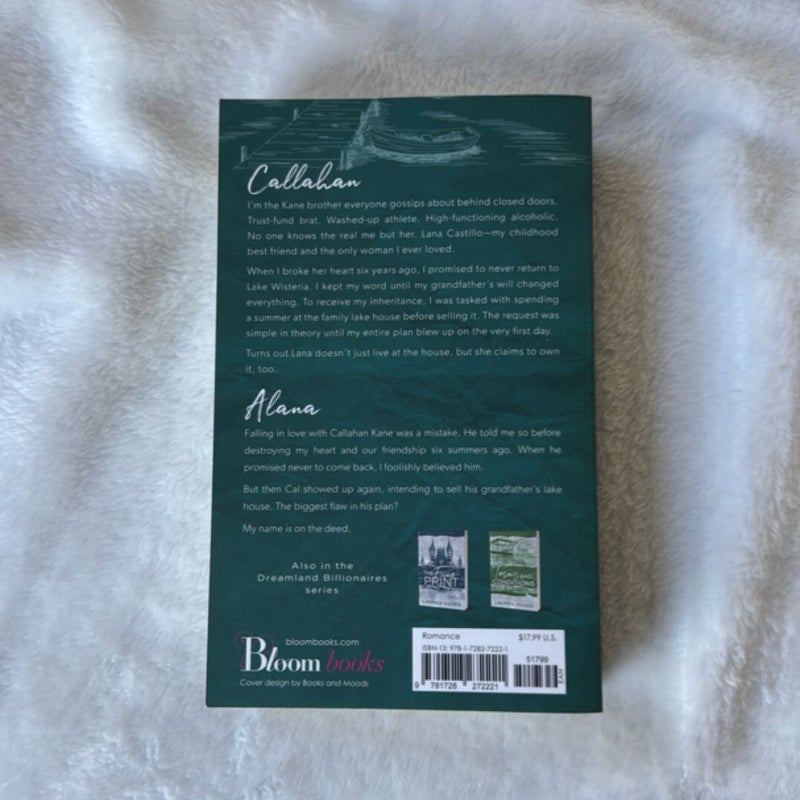 Callahan
I'm the Kane brother everyone gossips about behind closed doors.
Trust-fund brat. Washed-up athlete. High-functioning alcoholic.
No one knows the real me but her. Lana Castillo—my childhood
best friend and the only woman I ever loved.
When I broke her heart six years ago, I promised to never return to
Lake Wisteria. I kept my word until my grandfather's will changed
everything. To receive my inheritance, I was tasked with spending
a summer at the family lake house before selling it. The request was
simple in theory until my entire plan blew up on the very first day.
Turns out Lana doesn't just live at the house, but she claims to own
it, too.
Alana
Falling in love with Callahan Kane was a mistake. He told me so before
destroying my heart and our friendship six summers ago. When he
promised never to come back, I foolishly believed him.
But then Cal showed up again, intending to sell his grandfather's lake
house. The biggest flaw in his plan?
My name is on the deed.
Also in the
Dreamland Billionaires
series
PRINT
LAUREN ASHER
AND
CONDITIONS
LAUREN ASHER
bloombooks.com
Bloom books
Cover design by Books and Moods
Romance $17.99 U.S.
ISBN-13: 978-1-7282-7222-1
51799
9 781728 272221
EAN